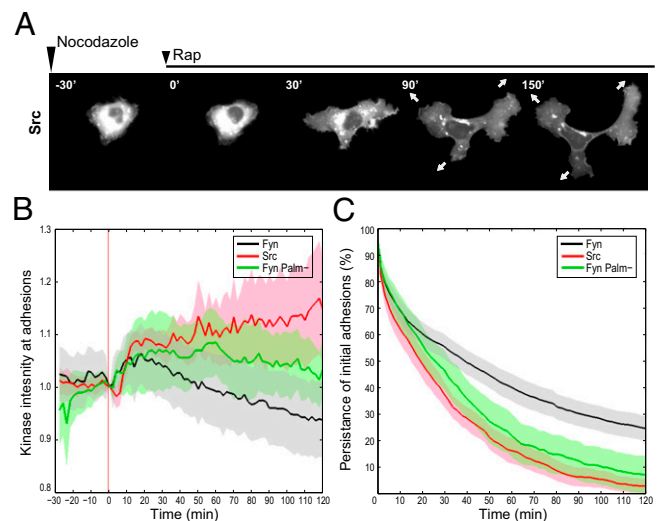 A
Nocodazole
Rap
-30'
0'
30'
90'
150'
Src
B
1.3
1.2
1.1
1.0
0.9
0.8
Kinase intesnity at adhesions
Fyn
Src
Fyn Palm-
-30 -20 -10 0 10 20 30 40 50 60 70 80 90 100 110 120
Time (min)
C
100
90
80
70
60
50
40
30
20
10
Persistance of initial adhesions (%)
Fyn
Src
Fyn Palm-
0 10 20 30 40 50 60 70 80 90 100 110 120
Time (min)